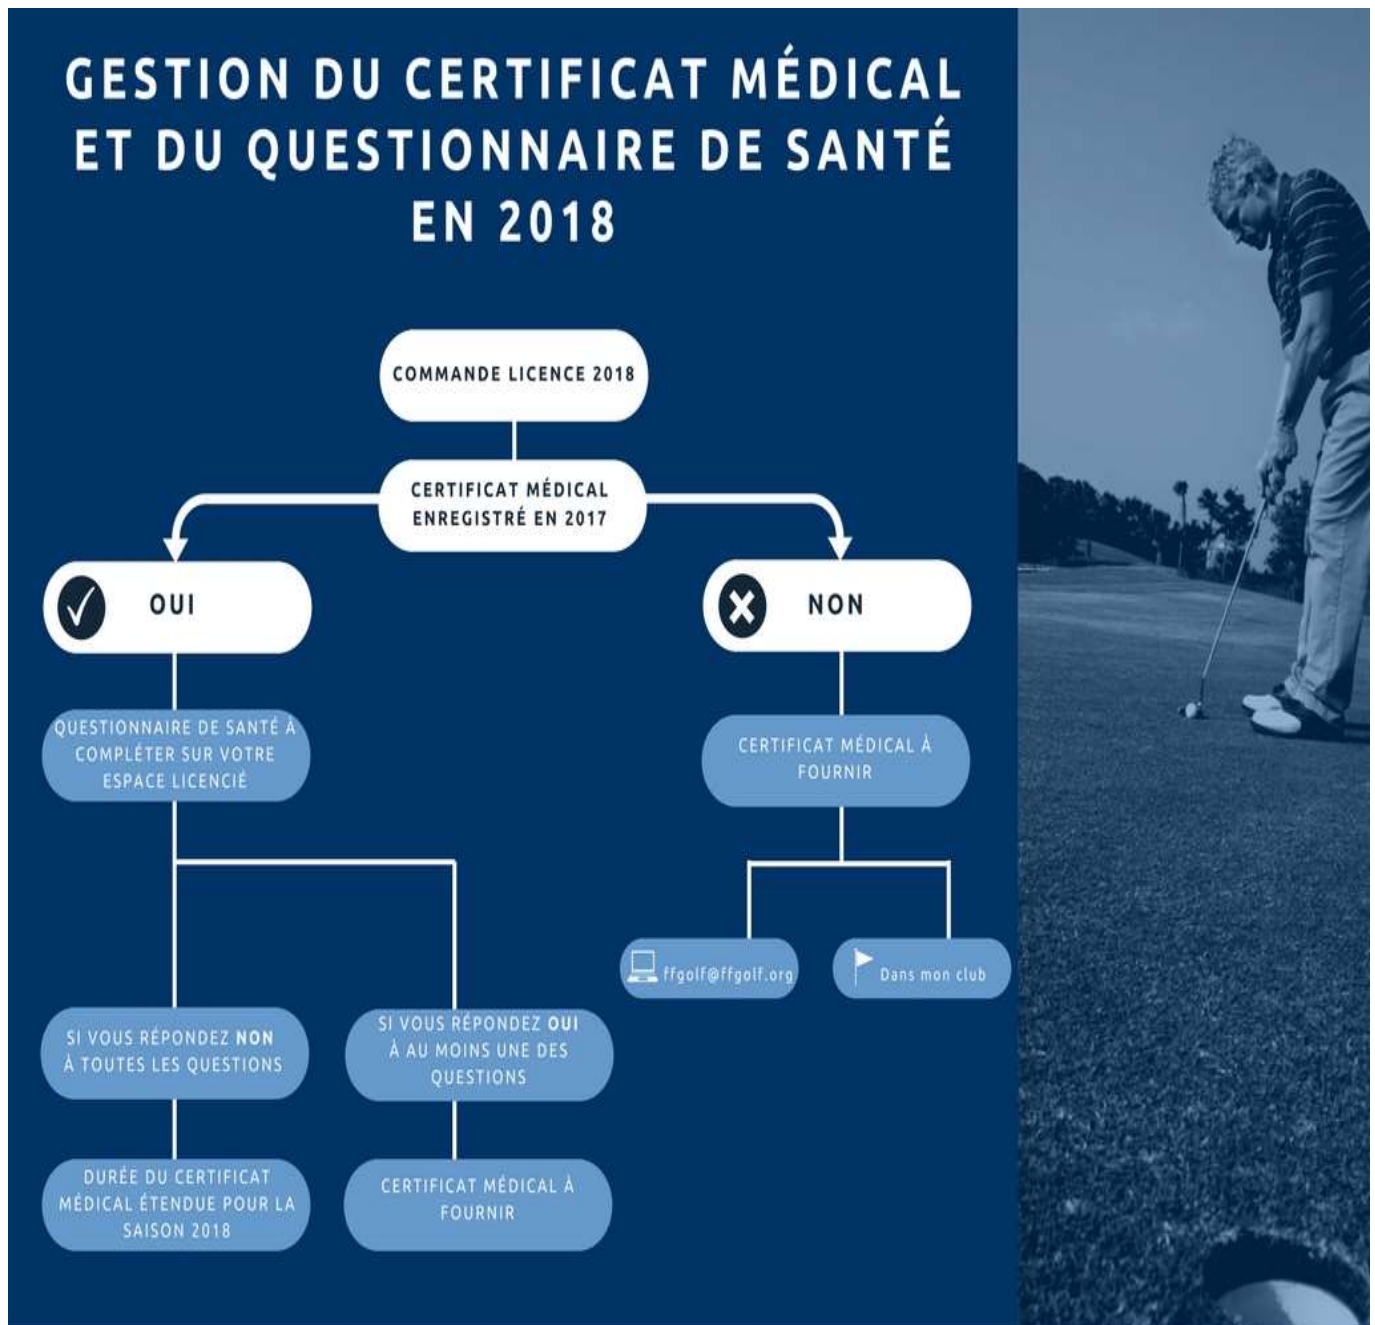 GESTION DU CERTIFICAT MÉDICAL
ET DU QUESTIONNAIRE DE SANTÉ
EN 2018
COMMANDE LICENCE 2018
CERTIFICAT MÉDICAL
ENREGISTRÉ EN 2017
OUI
NON
QUESTIONNAIRE DE SANTÉ À
COMPLÉTER SUR VOTRE
ESPACE LICENCIÉ
CERTIFICAT MÉDICAL À
FOURNIR
ffgolf@ffgolf.org
Dans mon club
SI VOUS RÉPONDEZ NON
À TOUTES LES QUESTIONS
SI VOUS RÉPONDEZ OUI
À AU MOINS UNE DES
QUESTIONS
DURÉE DU CERTIFICAT
MÉDICAL ÉTENDUE POUR LA
SAISON 2018
CERTIFICAT MÉDICAL À
FOURNIR